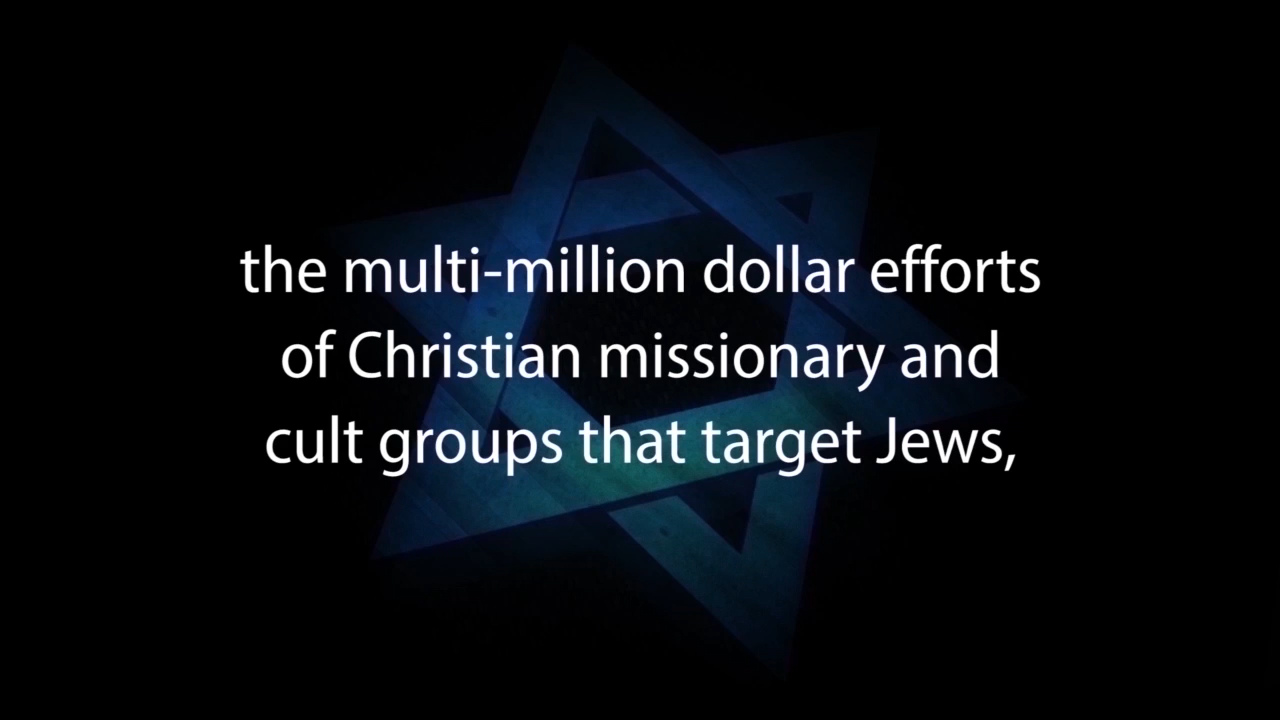 the multi-million dollar efforts
of Christian missionary and
cult groups that target Jews,